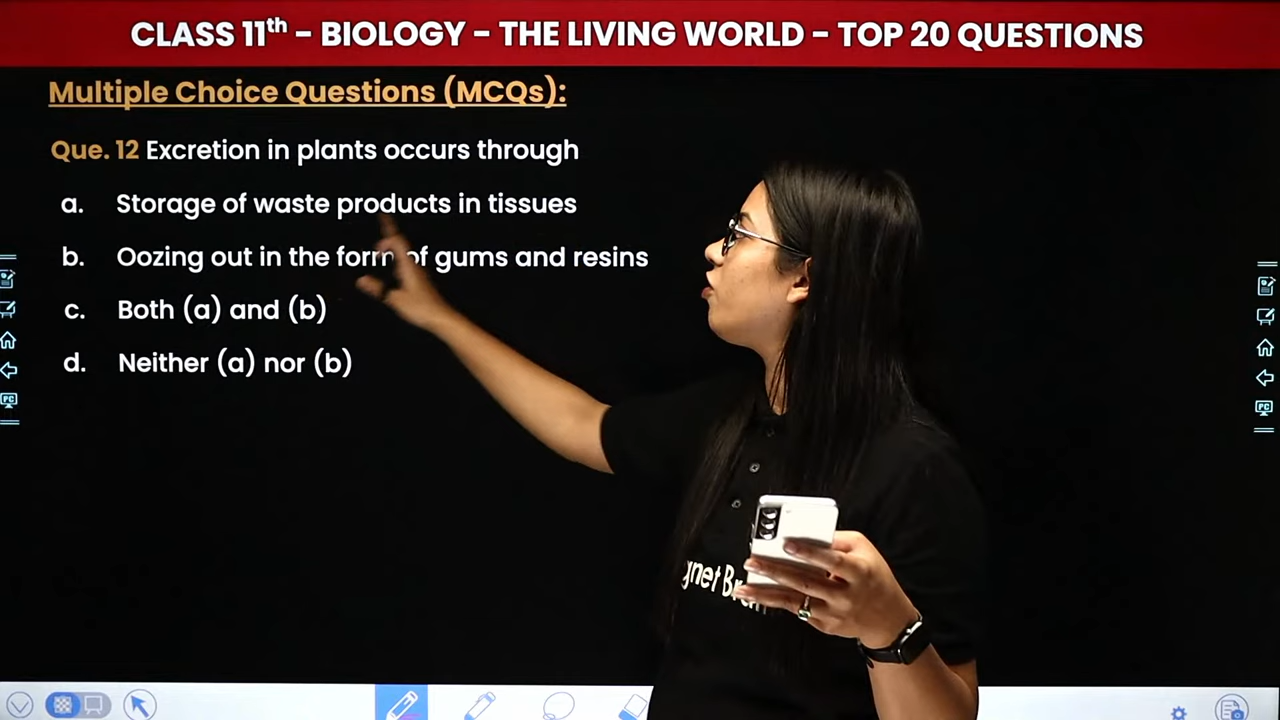 CLASS 11th - BIOLOGY - THE LIVING WORLD - TOP 20 QUESTIONS
Multiple Choice Questions (MCQs):
Que. 12 Excretion in plants occurs through
a. Storage of waste products in tissues
b. Oozing out in the form of gums and resins
c. Both (a) and (b)
d. Neither (a) nor (b)
PC
PC